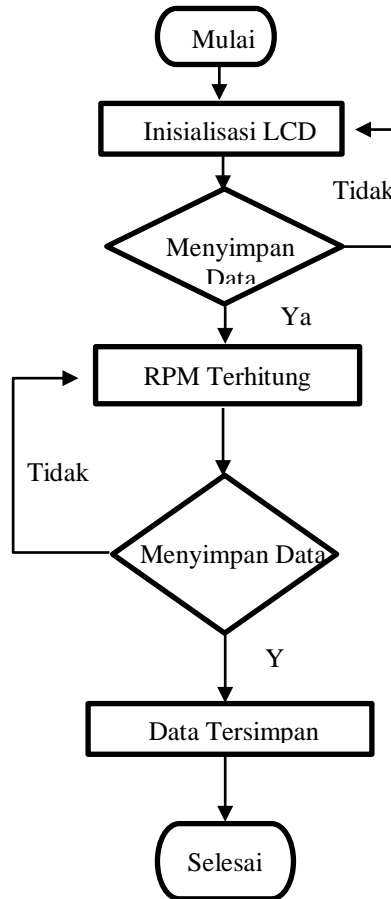 Mulai
Inisialisasi LCD
Tidak
Menyimpan
Data
Ya
RPM Terhitung
Tidak
Menyimpan Data
Y
Data Tersimpan
Selesai